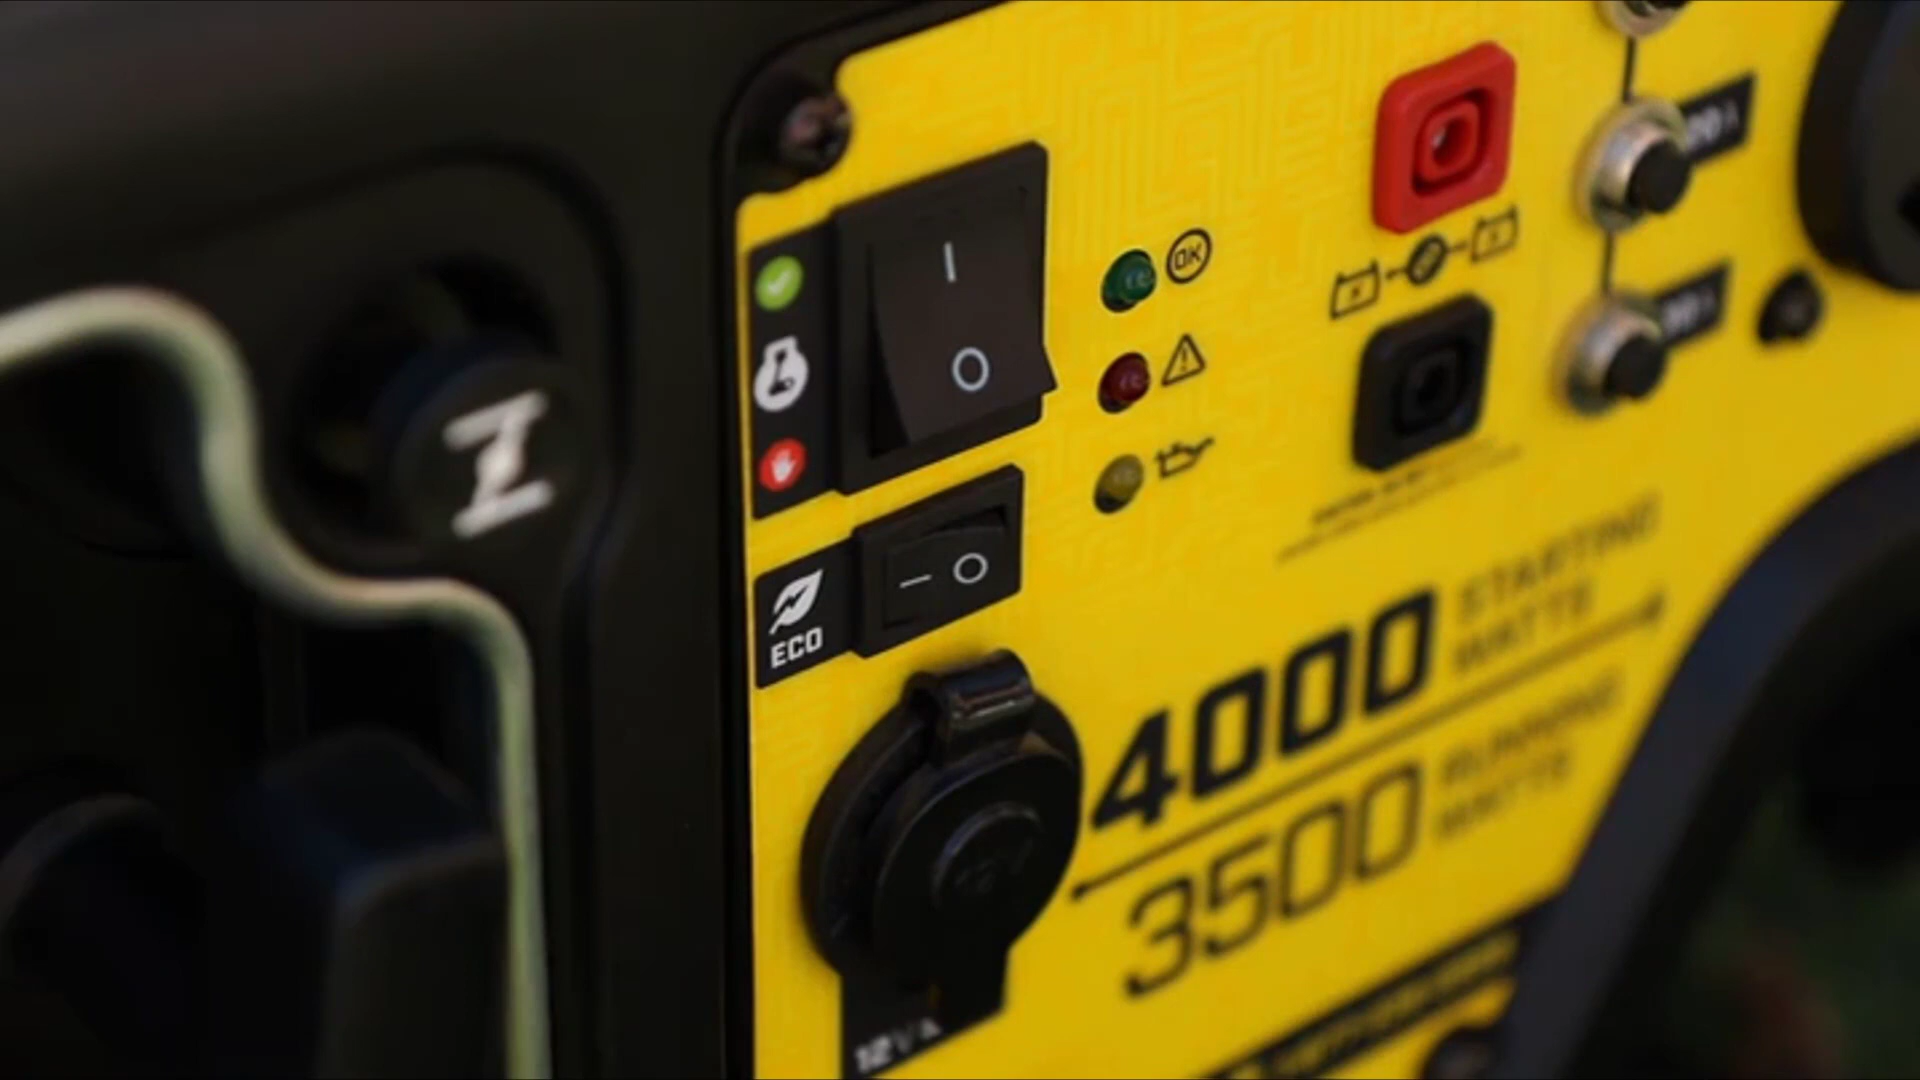 I
O
OK
— O
ECO
4000 STARTING
WATTS
3500 RUNNING
WATTS
12V